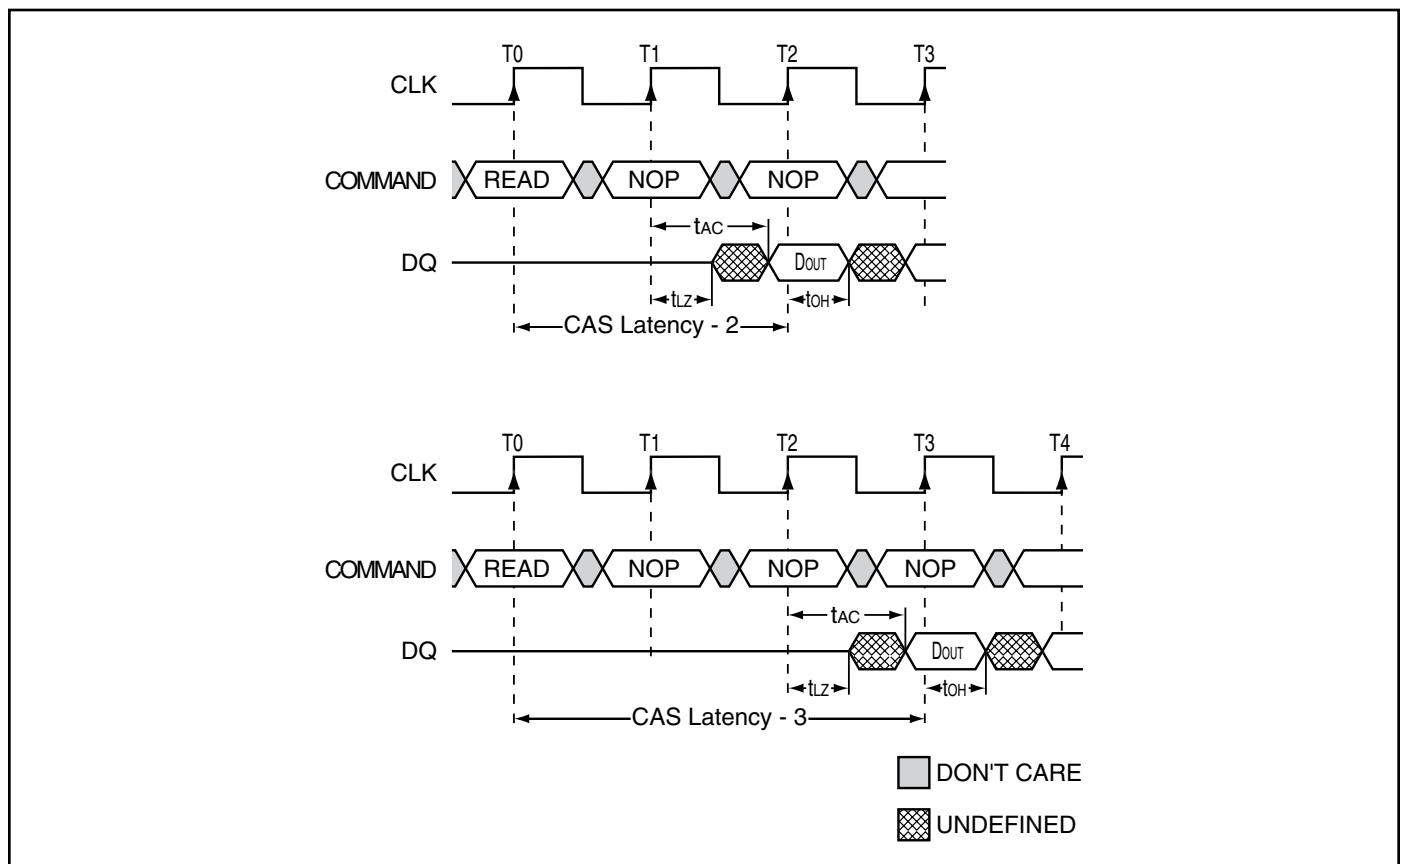 T0 T1 T2 T3
CLK
COMMAND READ NOP NOP
tAC
DQ DOUT
tLZ tOH
CAS Latency - 2
T0 T1 T2 T3 T4
CLK
COMMAND READ NOP NOP NOP
tAC
DQ DOUT
tLZ tOH
CAS Latency - 3
DON'T CARE
UNDEFINED